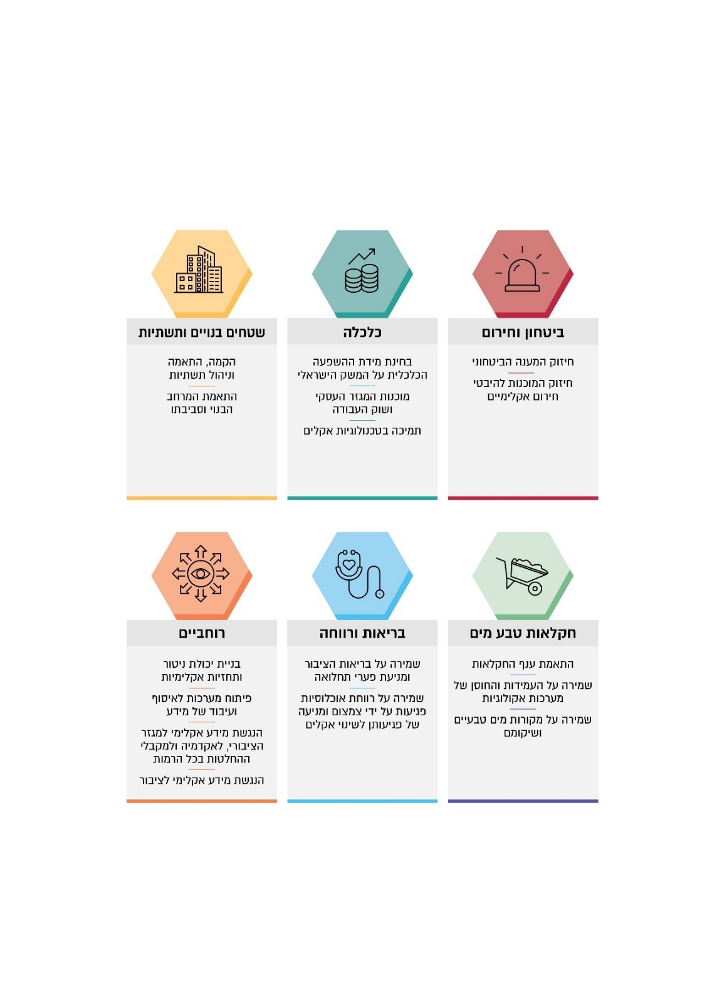 ביטחון וחירום
חיזוק המענה הביטחוני
חיזוק המוכנות להיבטי
חירום אקלימיים
כלכלה
בחינת מידת ההשפעה
הכלכלית על המשק הישראלי
מוכנות המגזר העסקי
ושוק העבודה
תמיכה בטכנולוגיות אקלים
שטחים בנויים ותשתיות
הקמה, התאמה
וניהול תשתיות
התאמת המרחב
הבנוי וסביבתו
חקלאות טבע מים
התאמת ענף החקלאות
שמירה על העמידות והחוסן של
מערכות אקולוגיות
שמירה על מקורות מים טבעיים
ושיקומם
בריאות ורווחה
שמירה על בריאות הציבור
ומניעת פערי תחלואה
שמירה על רווחת אוכלוסיות
פגיעות על ידי צמצום ומניעה
של פגיעותן לשינוי אקלים
רוחביים
בניית יכולת ניטור
ותחזיות אקלימיות
פיתוח מערכות לאיסוף
ועיבוד של מידע
הנגשת מידע אקלימי למגזר
הציבורי, לאקדמיה ולמקבלי
ההחלטות בכל הרמות
הנגשת מידע אקלימי לציבור